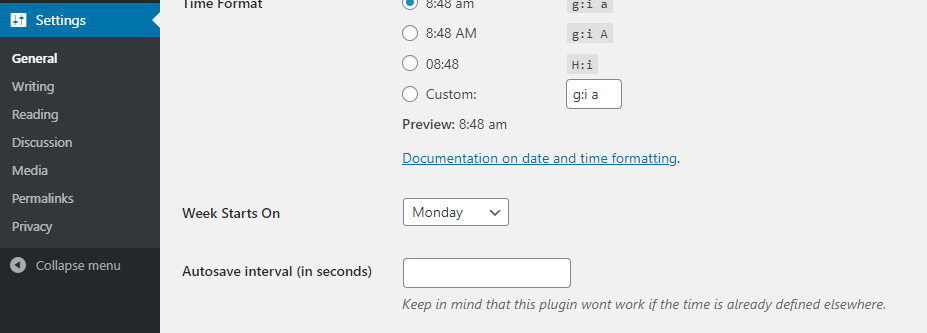 Settings
General
Writing
Reading
Discussion
Media
Permalinks
Privacy
Collapse menu
Time Format
8:48 am g:i a
8:48 AM g:i A
08:48 H:i
Custom: g:i a
Preview: 8:48 am
Documentation on date and time formatting.
Week Starts On Monday
Autosave interval (in seconds)
Keep in mind that this plugin wont work if the time is already defined elsewhere.